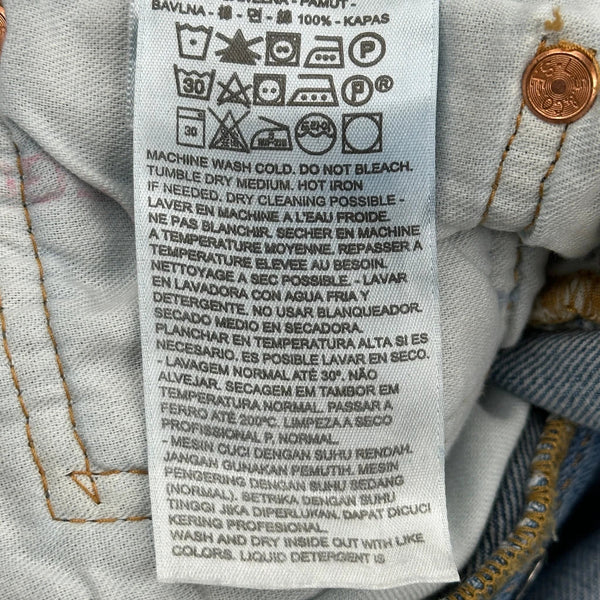 PAMUT -
BAVLNA - 棉 - 면 - 綿 100% - KAPAS
P
30 P ®
30
MACHINE WASH COLD. DO NOT BLEACH.
TUMBLE DRY MEDIUM. HOT IRON
IF NEEDED. DRY CLEANING POSSIBLE -
LAVER EN MACHINE A L'EAU FROIDE.
NE PAS BLANCHIR. SECHER EN MACHINE
A TEMPERATURE MOYENNE. REPASSER A
TEMPERATURE ELEVEE AU BESOIN.
NETTOYAGE A SEC POSSIBLE. - LAVAR
EN LAVADORA CON AGUA FRIA Y
DETERGENTE. NO USAR BLANQUEADOR.
SECADO MEDIO EN SECADORA.
PLANCHAR EN TEMPERATURA ALTA SI ES
NECESARIO. ES POSIBLE LAVAR EN SECO.
- LAVAGEM NORMAL ATÉ 30º. NÃO
ALVEJAR. SECAGEM EM TAMBOR EM
TEMPERATURA NORMAL. PASSAR A
FERRO ATÉ 200ºC. LIMPEZA A SECO
PROFISSIONAL P, NORMAL.
- MESIN CUCI DENGAN SUHU RENDAH.
JANGAN GUNAKAN PEMUTIH. MESIN
PENGERING DENGAN SUHU SEDANG
(NORMAL). SETRIKA DENGAN SUHU
TINGGI JIKA DIPERLUKAN. DAPAT DICUCI
KERING PROFESIONAL.
WASH AND DRY INSIDE OUT WITH LIKE
COLORS. LIQUID DETERGENT IS